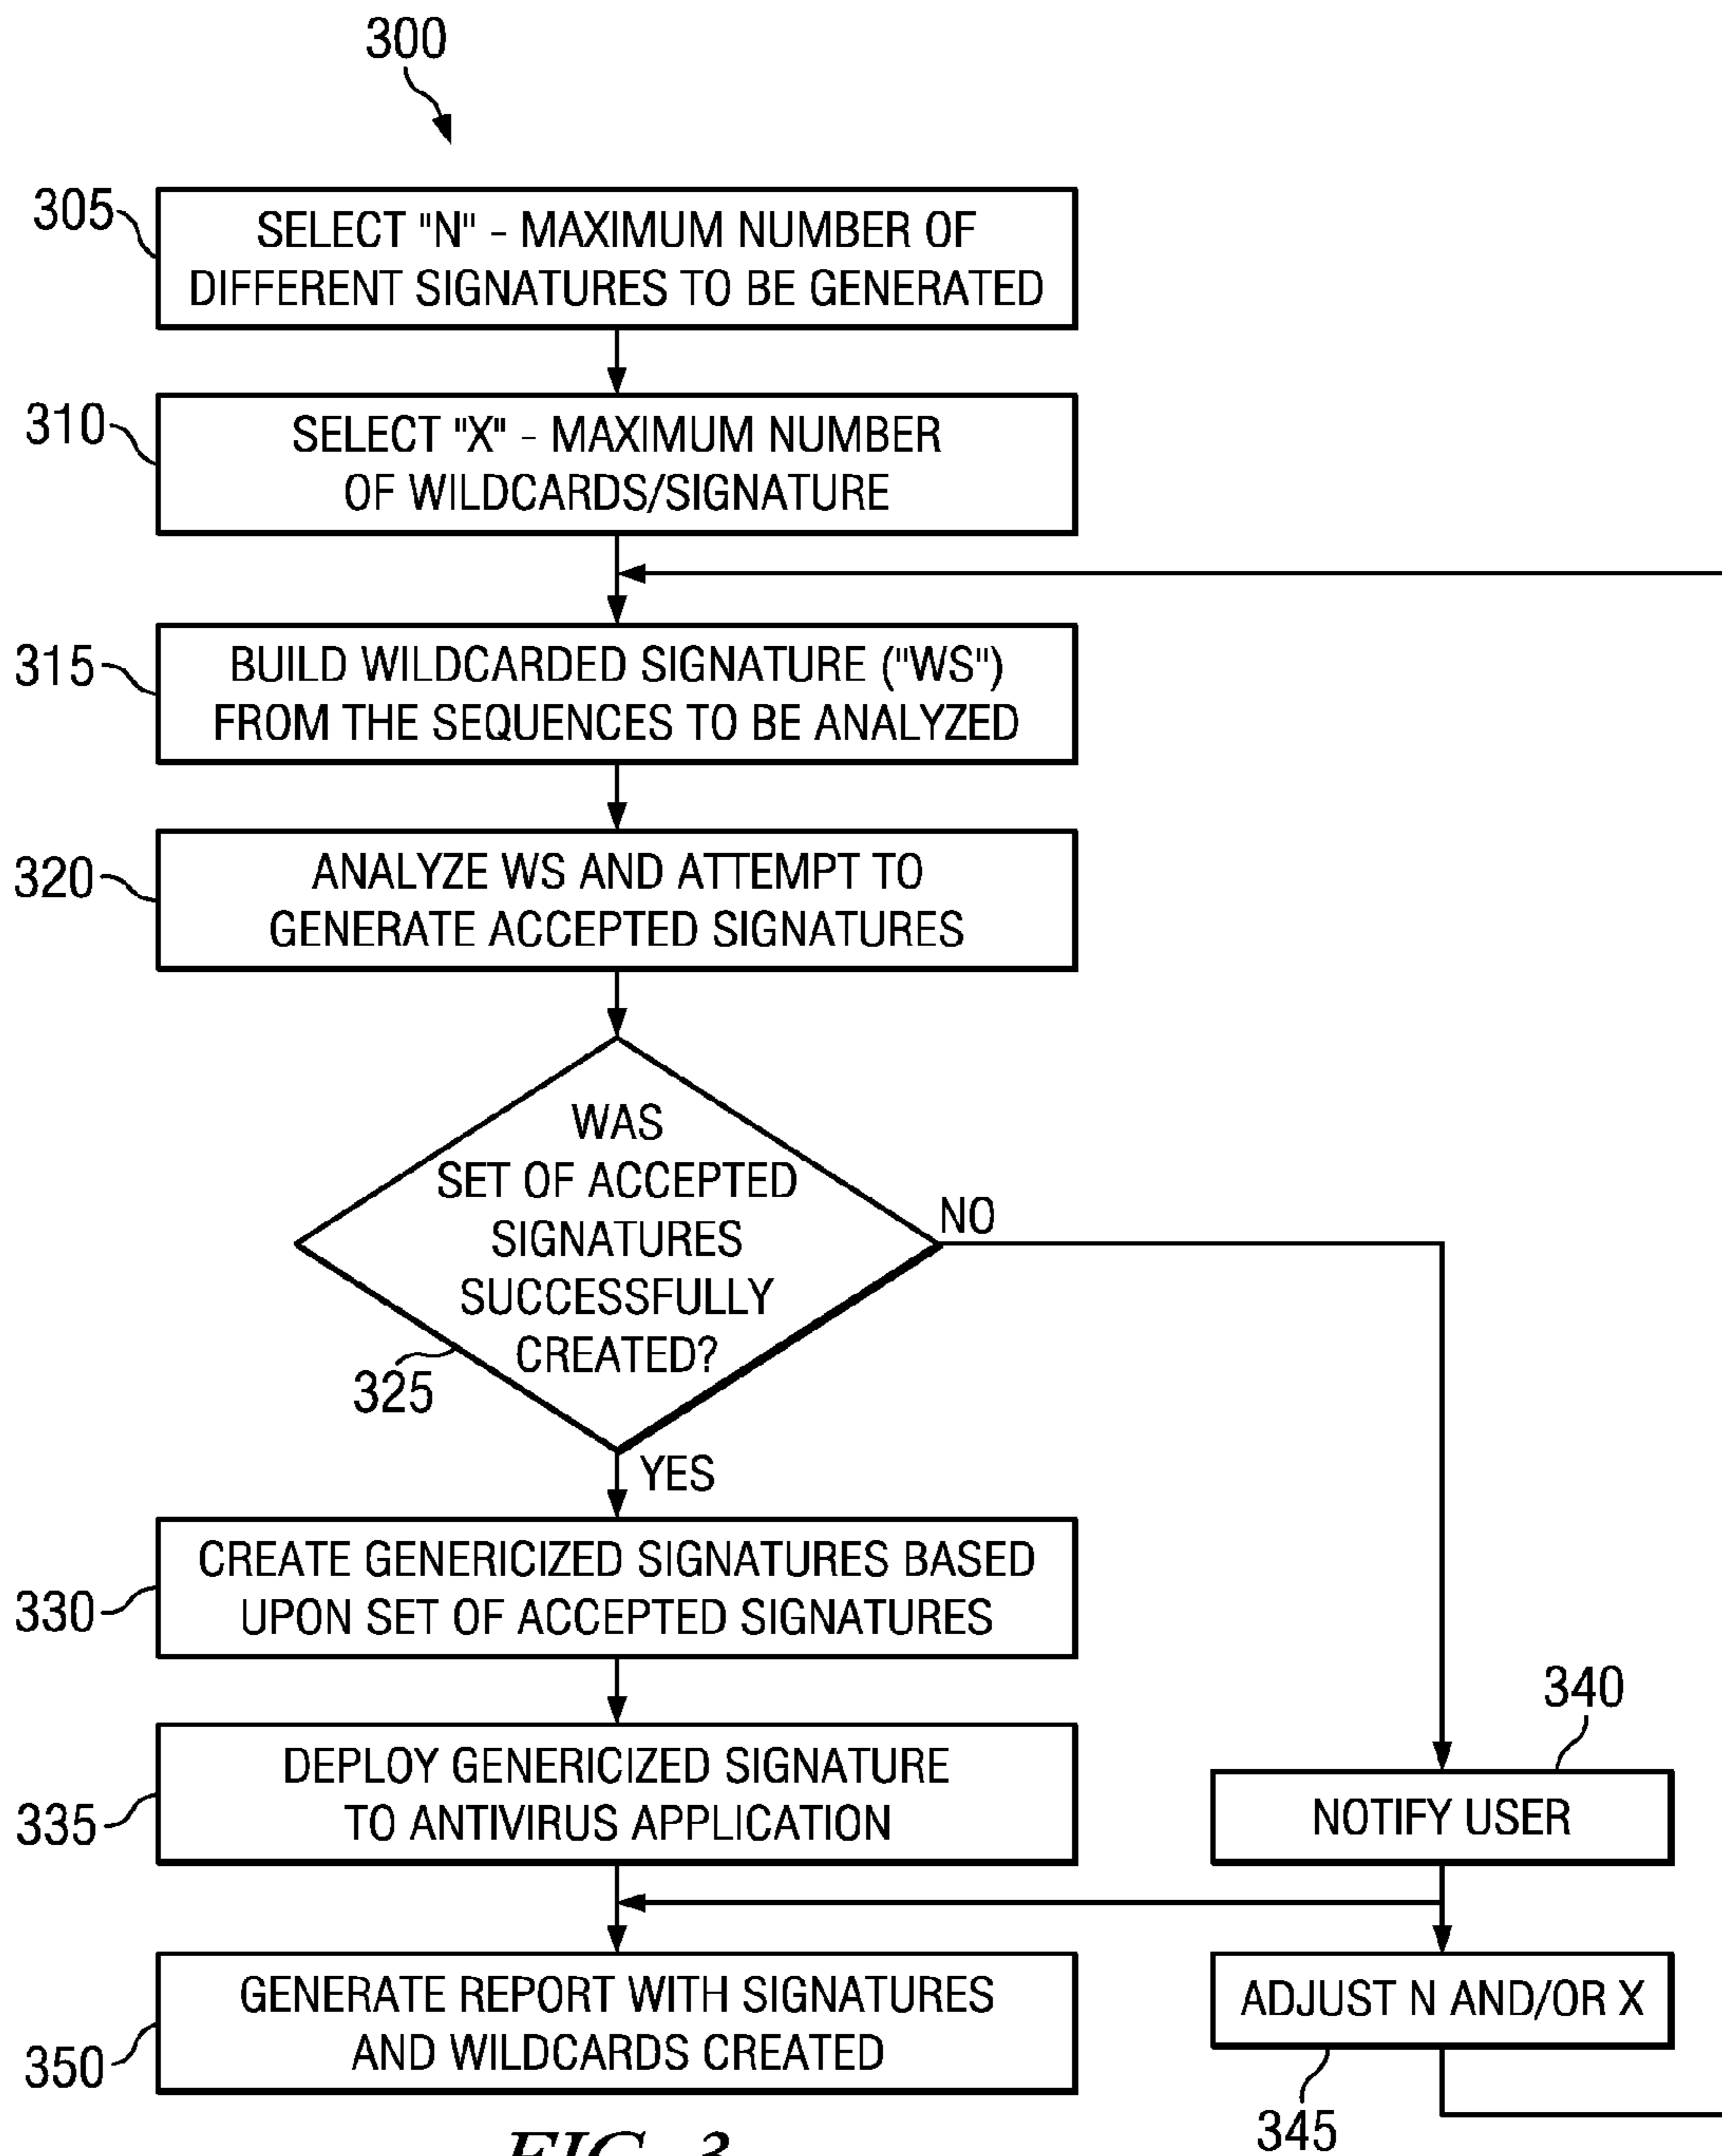 300
305
SELECT "N" - MAXIMUM NUMBER OF
DIFFERENT SIGNATURES TO BE GENERATED
310
SELECT "X" - MAXIMUM NUMBER
OF WILDCARDS/SIGNATURE
315
BUILD WILDCARDED SIGNATURE ("WS")
FROM THE SEQUENCES TO BE ANALYZED
320
ANALYZE WS AND ATTEMPT TO
GENERATE ACCEPTED SIGNATURES
WAS
SET OF ACCEPTED
SIGNATURES
SUCCESSFULLY
CREATED?
325
NO
YES
330
CREATE GENERICIZED SIGNATURES BASED
UPON SET OF ACCEPTED SIGNATURES
335
DEPLOY GENERICIZED SIGNATURE
TO ANTIVIRUS APPLICATION
340
NOTIFY USER
350
GENERATE REPORT WITH SIGNATURES
AND WILDCARDS CREATED
ADJUST N AND/OR X
345
FIG. 3